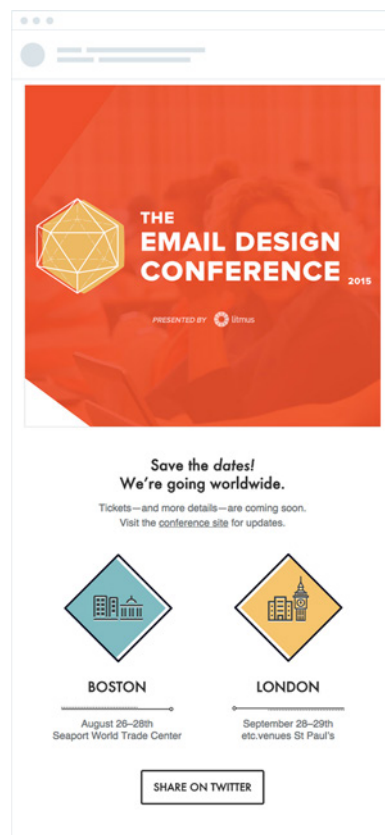 THE
EMAIL DESIGN
CONFERENCE 2015
PRESENTED BY litmus
Save the dates!
We're going worldwide.
Tickets—and more details—are coming soon.
Visit the conference site for updates.
BOSTON
August 26–28th
Seaport World Trade Center
LONDON
September 28–29th
etc.venues St Paul's
SHARE ON TWITTER